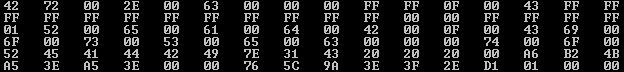 42 72 00 2E 00 63 00 00 00 FF FF 0F 00 43 FF FF
FF FF FF FF FF FF FF FF FF FF 00 00 FF FF FF FF
01 52 00 65 00 61 00 64 00 42 00 0F 00 43 69 00
6F 00 73 00 53 00 65 00 63 00 00 00 74 00 6F 00
52 45 41 44 42 49 7E 31 43 20 20 20 00 A6 B2 4B
A5 3E A5 3E 00 00 76 5C 9A 3E 3F 2E D1 01 00 00